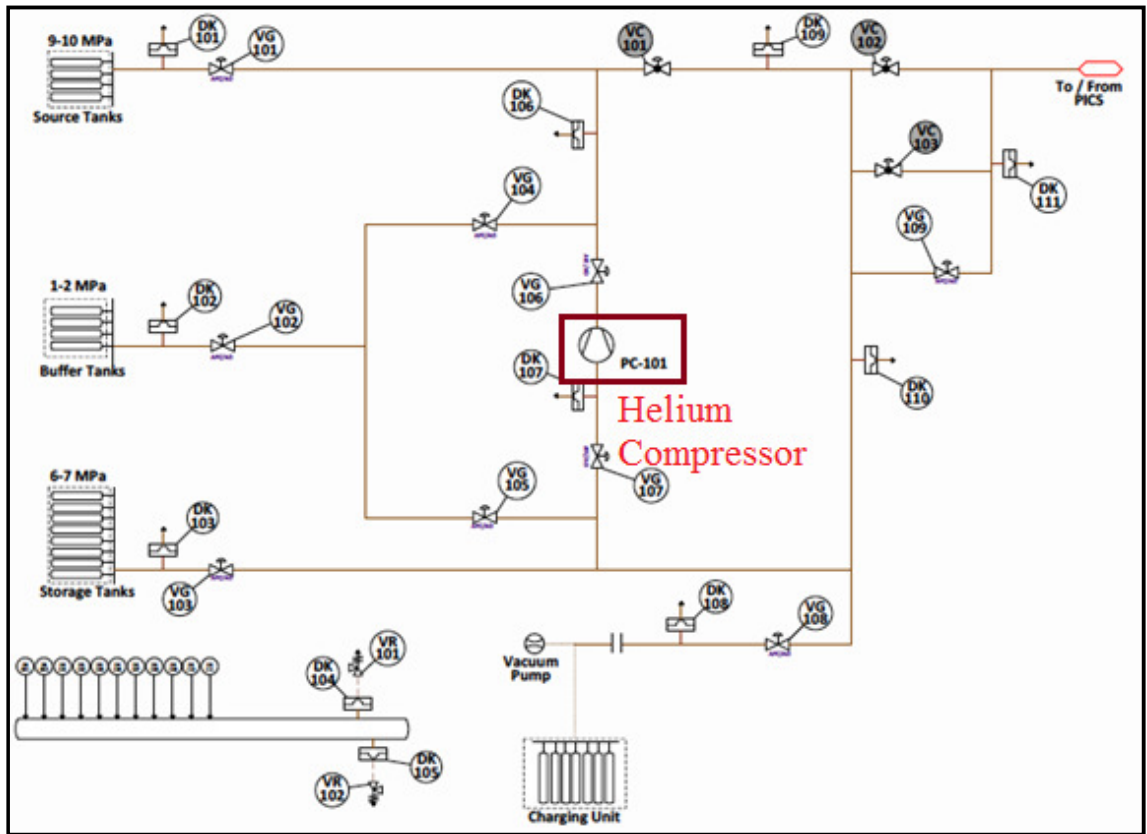 9-10 MPa
Source Tanks
DK
101
VG
101
VC
101
DK
109
VC
102
To / From
PICS
DK
106
VC
103
DK
111
VG
104
VG
109
1-2 MPa
Buffer Tanks
DK
102
VG
102
VG
106
PC-101
DK
107
DK
110
Helium
Compressor
VG
107
6-7 MPa
Storage Tanks
DK
103
VG
105
VG
103
DK
108
VG
108
Vacuum
Pump
VR
101
DK
104
DK
105
VR
102
Charging Unit